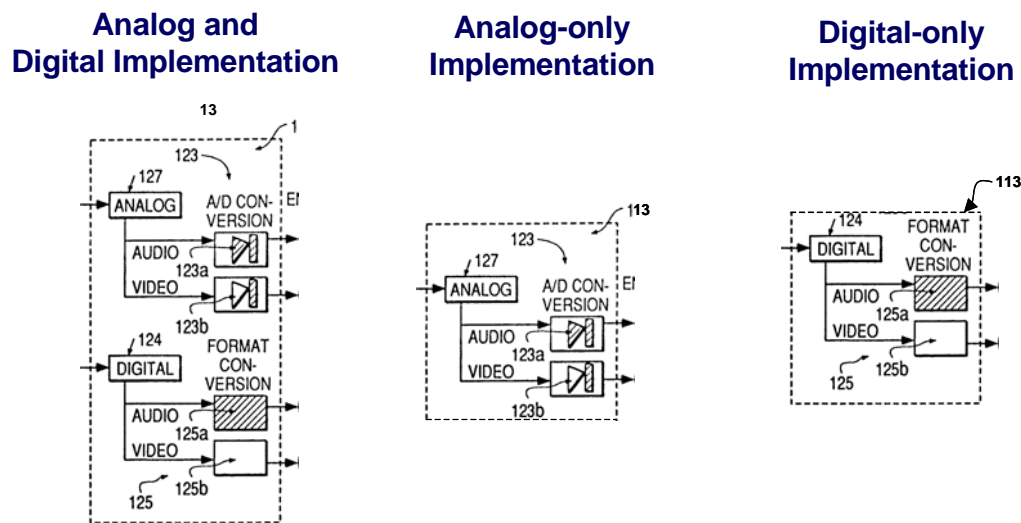 Analog and
Digital Implementation
13
1
123
127
ANALOG
A/D CON-
VERSION
AUDIO
123a
VIDEO
123b
124
DIGITAL
FORMAT
CON-
VERSION
AUDIO
125a
VIDEO
125
125b
Analog-only
Implementation
13
123
127
ANALOG
A/D CON-
VERSION
AUDIO
123a
VIDEO
123b
Digital-only
Implementation
113
124
DIGITAL
FORMAT
CON-
VERSION
AUDIO
125a
VIDEO
125
125b